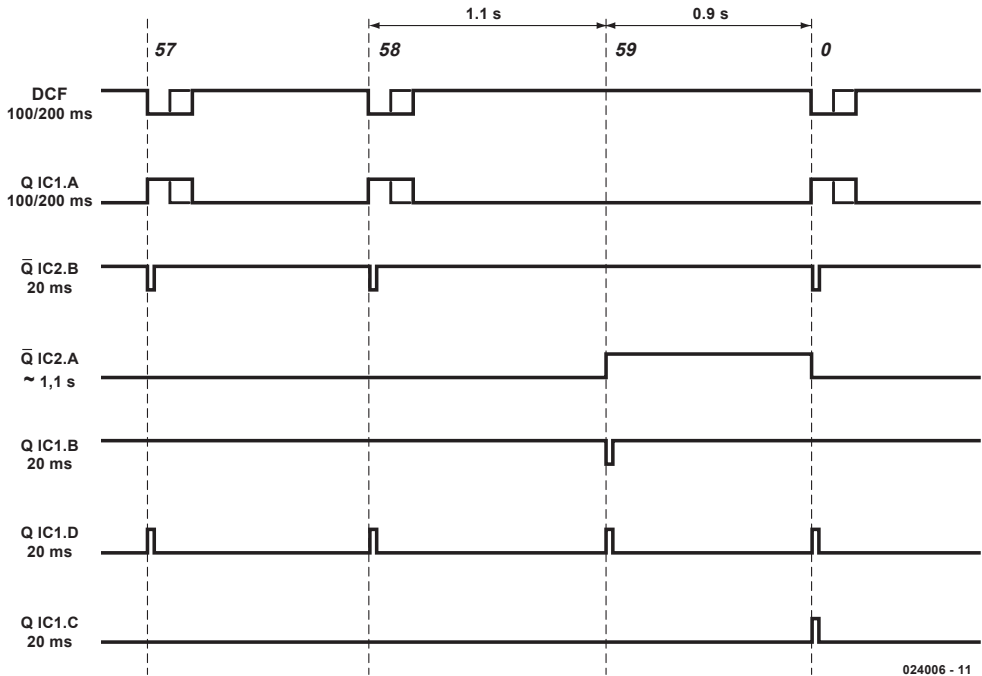 1.1 s
0.9 s
57
58
59
0
DCF
100/200 ms
Q IC1.A
100/200 ms
Q̅ IC2.B
20 ms
Q̅ IC2.A
~ 1,1 s
Q IC1.B
20 ms
Q IC1.D
20 ms
Q IC1.C
20 ms
024006 - 11